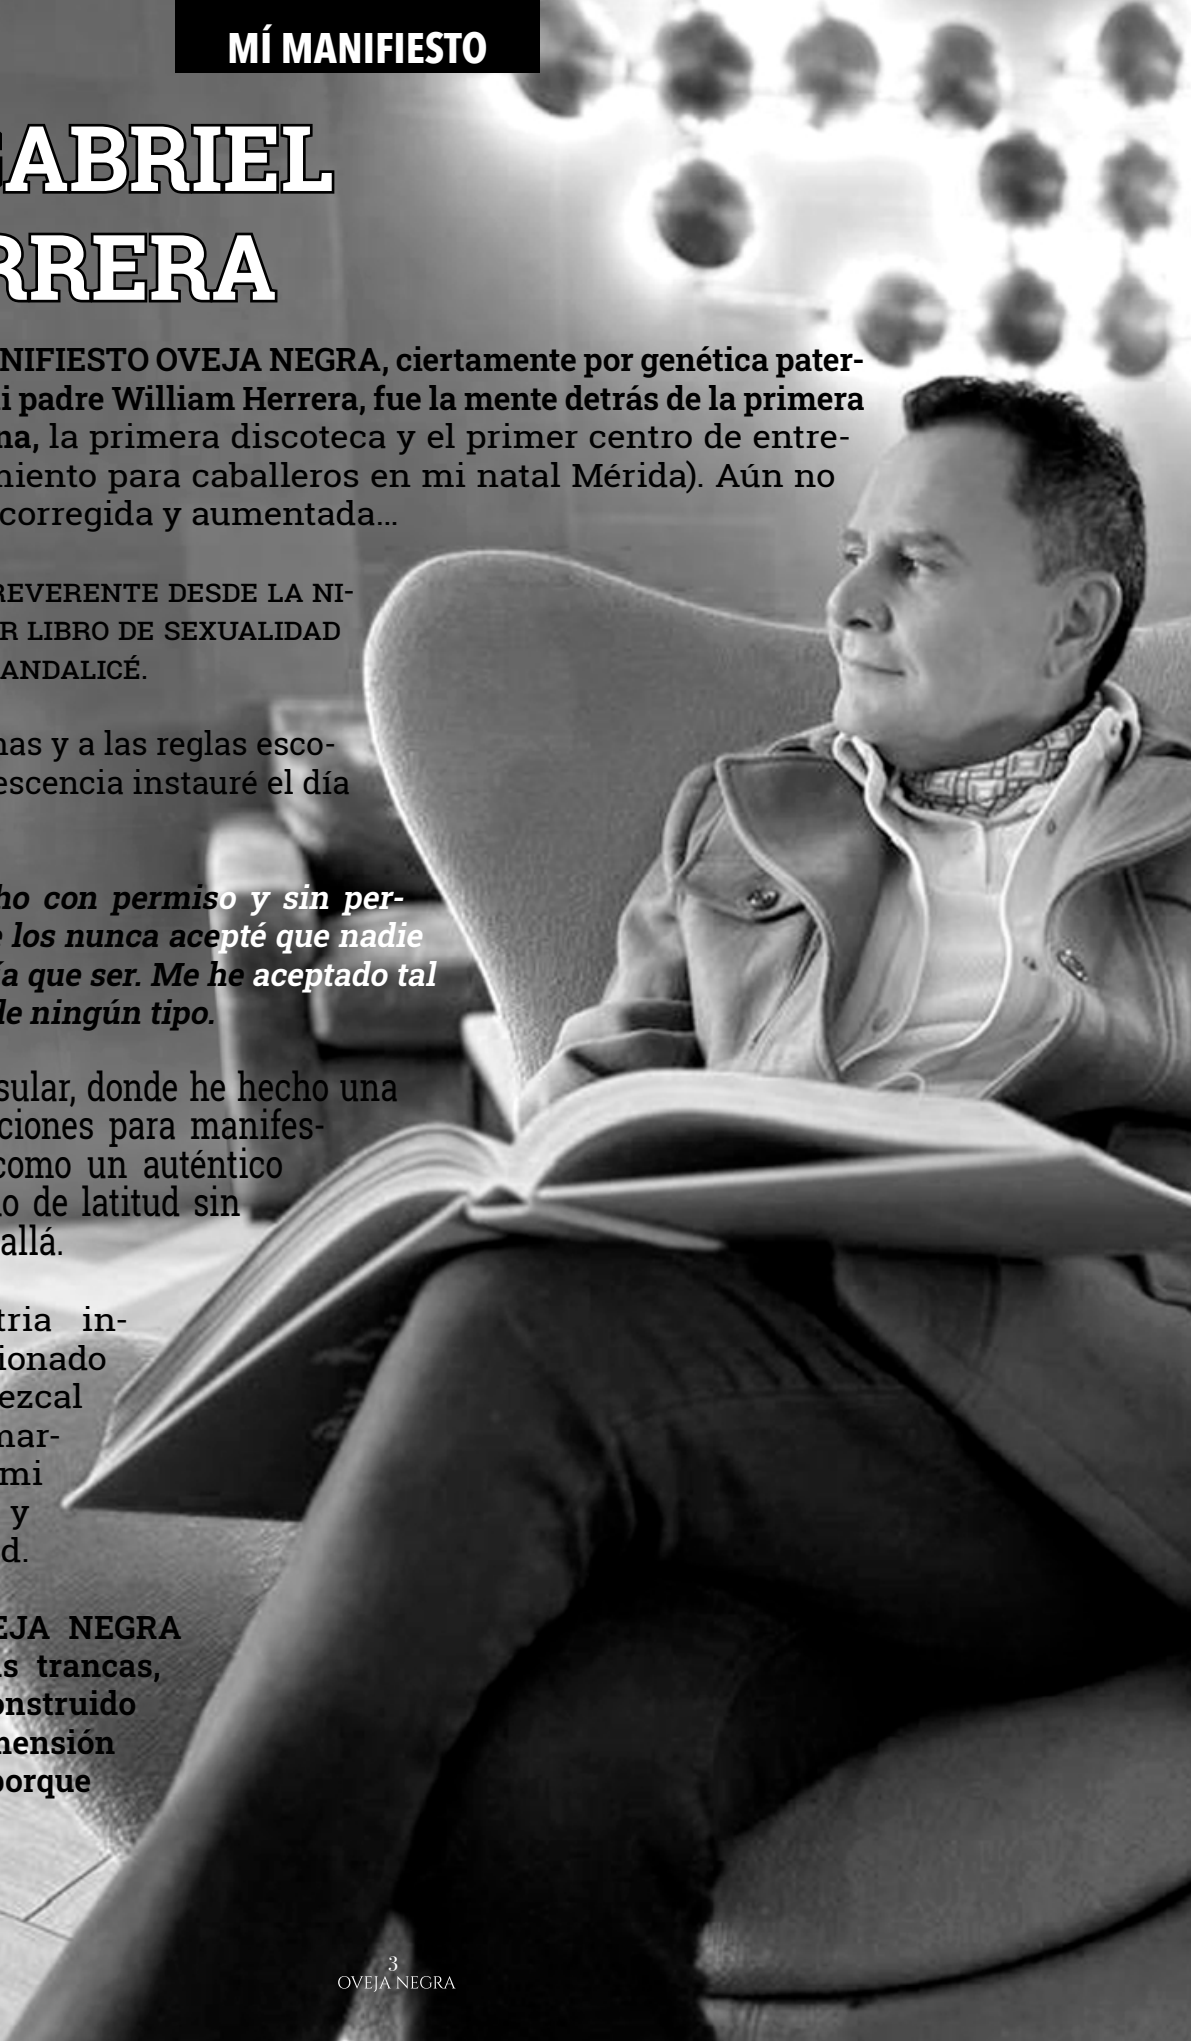 MÍ MANIFIESTO
GABRIEL
RRERA
NIFIESTO OVEJA NEGRA, ciertamente por genética pater-
i padre William Herrera, fue la mente detrás de la primera
na, la primera discoteca y el primer centro de entre-
miento para caballeros en mi natal Mérida). Aún no
corregida y aumentada...
REVERENTE DESDE LA NI-
R LIBRO DE SEXUALIDAD
ANDALICÉ.
nas y a las reglas esco-
escencia instauré el día
ho con permiso y sin per-
e los nunca acepté que nadie
ía que ser. Me he aceptado tal
de ningún tipo.
sular, donde he hecho una
ciones para manifes-
como un auténtico
o de latitud sin
allá.
tria in-
ionado
ezcal
mar-
mi
y
d.
EJA NEGRA
s trancas,
onstruido
mensión
porque
3
OVEJA NEGRA